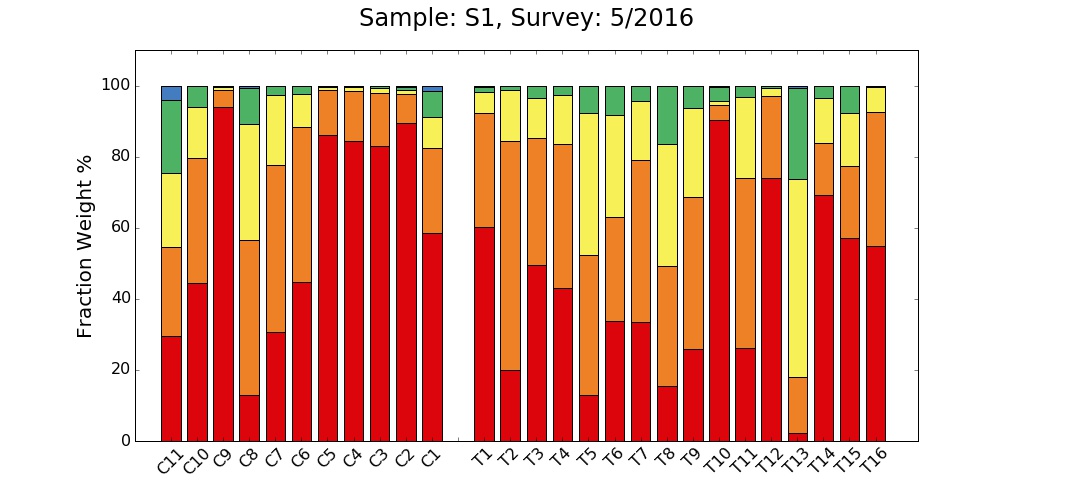 Sample: S1, Survey: 5/2016
Fraction Weight %
100
80
60
40
20
0
C11 C10 C9 C8 C7 C6 C5 C4 C3 C2 C1 T1 T2 T3 T4 T5 T6 T7 T8 T9 T10 T11 T12 T13 T14 T15 T16